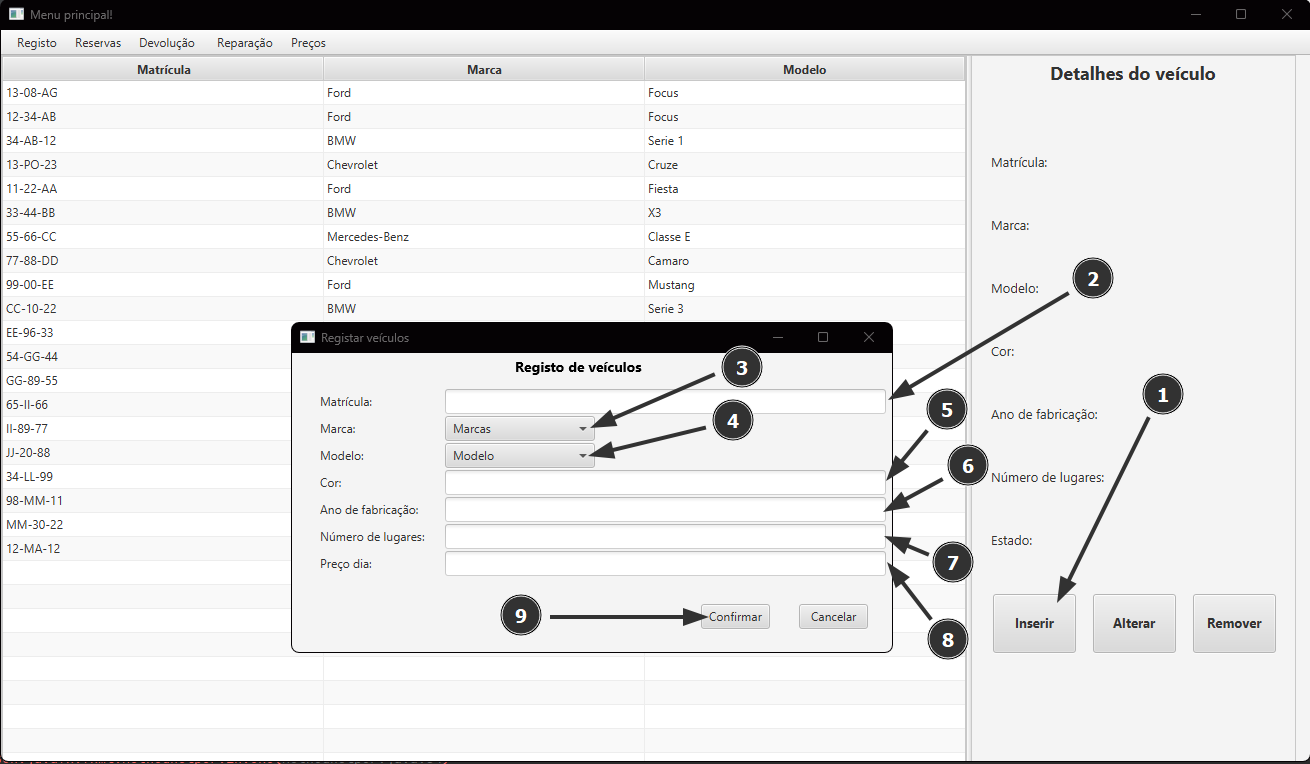 Menu principal!
Registo Reservas Devolução Reparação Preços
Matrícula Marca Modelo
13-08-AG Ford Focus
12-34-AB Ford Focus
34-AB-12 BMW Serie 1
13-PO-23 Chevrolet Cruze
11-22-AA Ford Fiesta
33-44-BB BMW X3
55-66-CC Mercedes-Benz Classe E
77-88-DD Chevrolet Camaro
99-00-EE Ford Mustang
CC-10-22 BMW Serie 3
EE-96-33
54-GG-44
GG-89-55
65-II-66
II-89-77
JJ-20-88
34-LL-99
98-MM-11
MM-30-22
12-MA-12
Registar veículos
Registo de veículos
Matrícula:
Marca: Marcas
Modelo: Modelo
Cor:
Ano de fabricação:
Número de lugares:
Preço dia:
Confirmar Cancelar
3
4
2
5
6
7
8
9
1
Detalhes do veículo
Matrícula:
Marca:
Modelo:
Cor:
Ano de fabricação:
Número de lugares:
Estado:
Inserir Alterar Remover